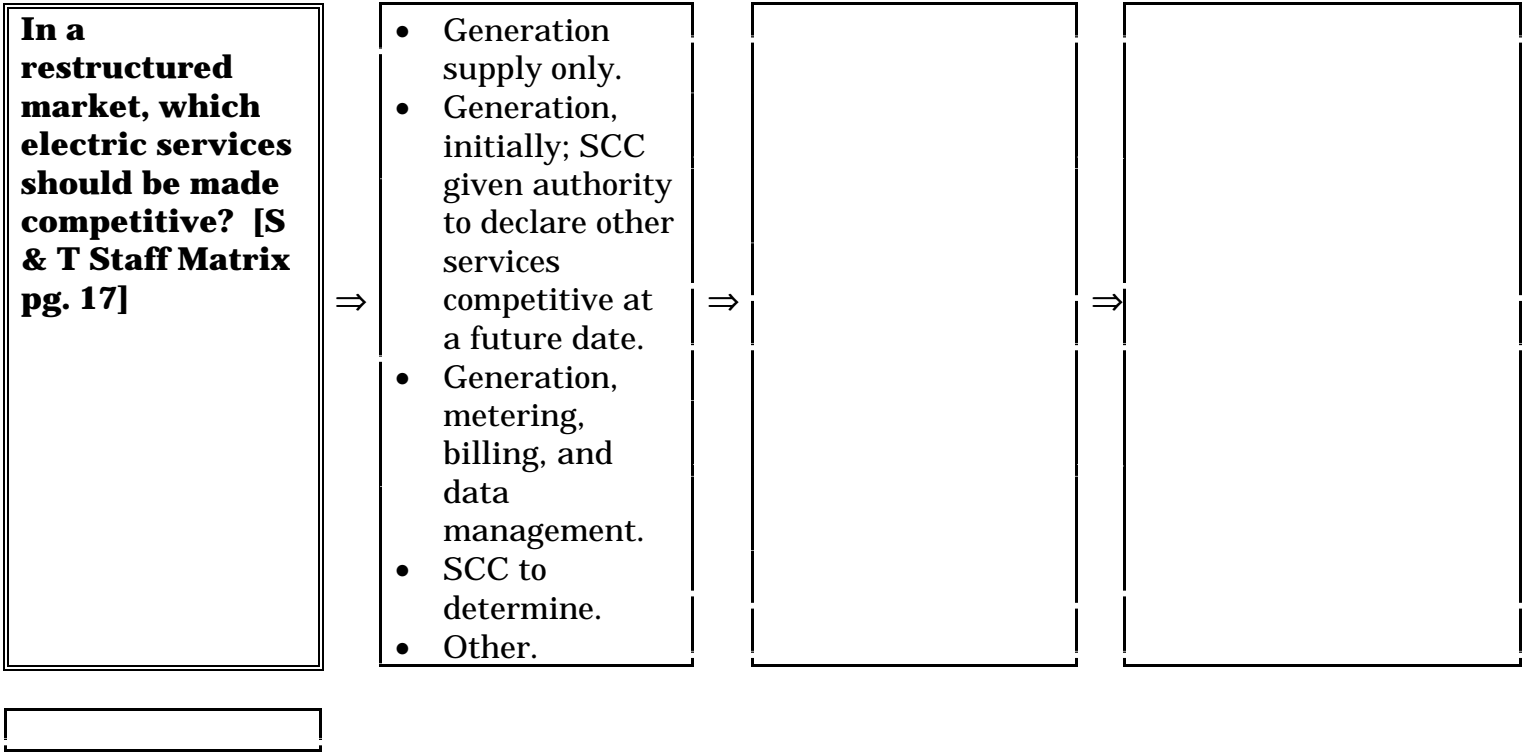 In a
restructured
market, which
electric services
should be made
competitive? [S
& T Staff Matrix
pg. 17]
⇒
• Generation
supply only.
• Generation,
initially; SCC
given authority
to declare other
services
competitive at
a future date.
• Generation,
metering,
billing, and
data
management.
• SCC to
determine.
• Other.
⇒
⇒